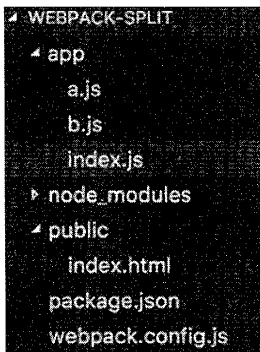 WEBPACK-SPLIT
app
a.js
b.js
index.js
node_modules
public
index.html
package.json
webpack.config.js